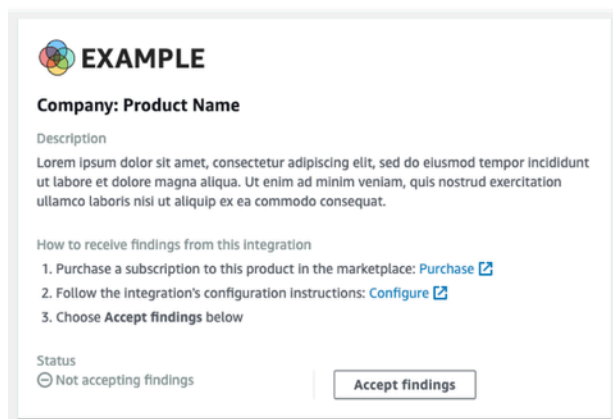 EXAMPLE
Company: Product Name
Description
Lorem ipsum dolor sit amet, consectetur adipiscing elit, sed do eiusmod tempor incididunt
ut labore et dolore magna aliqua. Ut enim ad minim veniam, quis nostrud exercitation
ullamco laboris nisi ut aliquip ex ea commodo consequat.
How to receive findings from this integration
1. Purchase a subscription to this product in the marketplace: Purchase
2. Follow the integration's configuration instructions: Configure
3. Choose Accept findings below
Status
Not accepting findings
Accept findings